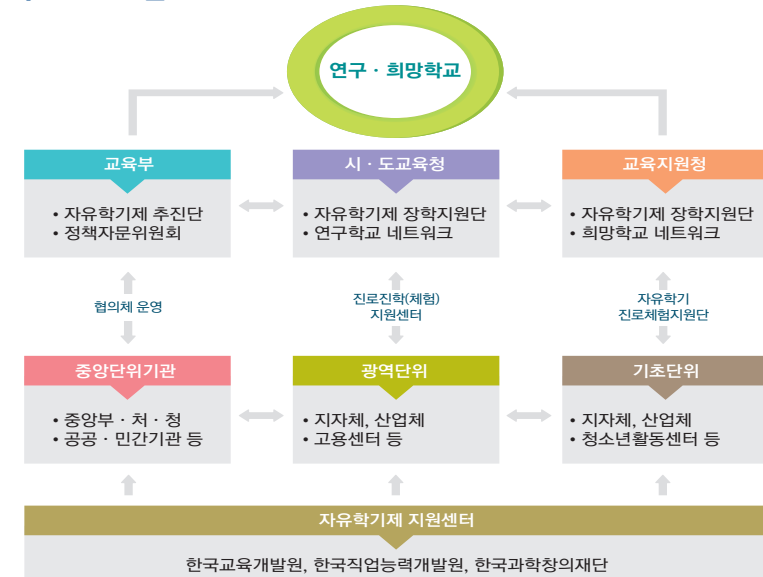 연구 · 희망학교
교육부
• 자유학기제 추진단
• 정책자문위원회
시 · 도교육청
• 자유학기제 장학지원단
• 연구학교 네트워크
교육지원청
• 자유학기제 장학지원단
• 희망학교 네트워크
협의체 운영
진로진학(체험)
지원센터
자유학기
진로체험지원단
중앙단위기관
• 중앙부 · 처 · 청
• 공공 · 민간기관 등
광역단위
• 지자체, 산업체
• 고용센터 등
기초단위
• 지자체, 산업체
• 청소년활동센터 등
자유학기제 지원센터
한국교육개발원, 한국직업능력개발원, 한국과학창의재단